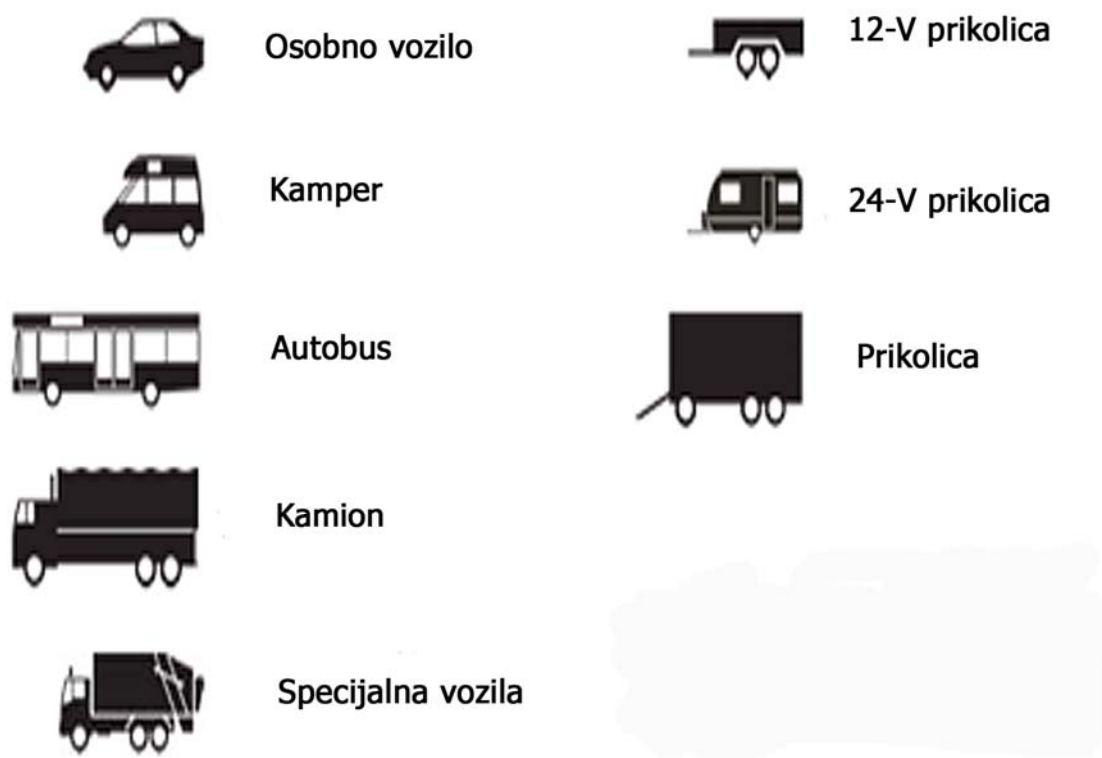 Osobno vozilo
Kamper
Autobus
Kamion
Specijalna vozila
12-V prikolica
24-V prikolica
Prikolica